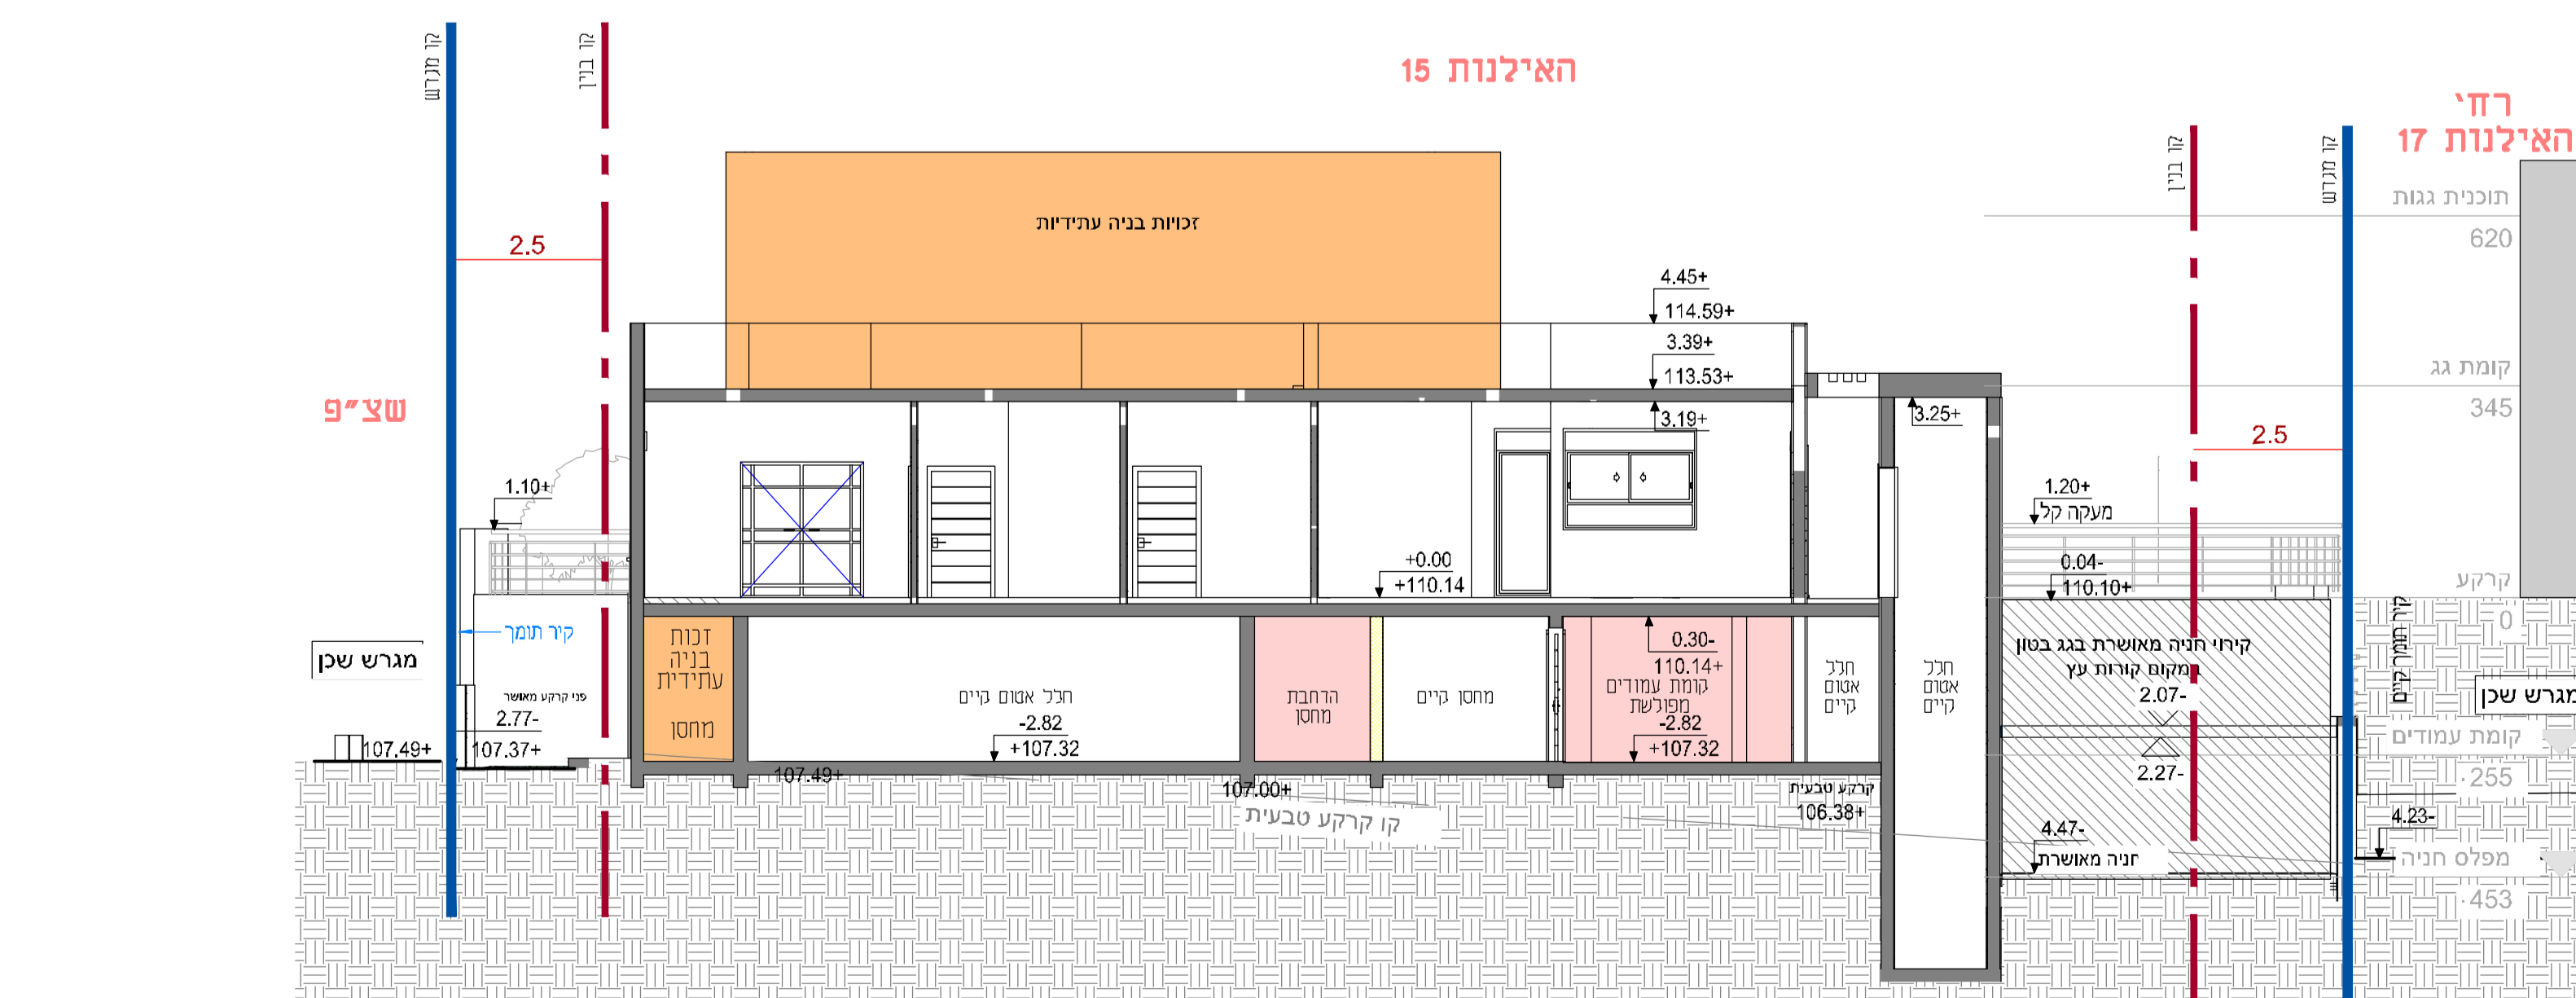 האילנות 15
רח'
האילנות 17
קו מגרש
קו בנין
קו בנין
קו מגרש
תוכנית גגות
620
זכויות בניה עתידיות
2.5
4.45+
114.59+
3.39+
113.53+
קומת גג
345
שצ"פ
3.19+
3.25+
2.5
1.10+
1.20+
מעקה קל
+0.00
+110.14
0.04-
110.10+
קרקע
0
קיר תומך
קיר תומך קיים
מגרש שכן
זכות
בניה
עתידית
מחסן
0.30-
110.14+
קומת עמודים
מפולשת
-2.82
+107.32
חלל
אטום
קיים
חלל
אטום
קיים
קירוי חניה מאושרת בגג בטון
במקום קורות עץ
2.07-
2.27-
מגרש שכן
פני קרקע מאושר
2.77-
107.37+
107.49+
חלל אטום קיים
-2.82
+107.32
הרחבת
מחסן
מחסן קיים
קומת עמודים
255
107.49+
107.00+
קו קרקע טבעית
קרקע טבעית
106.38+
4.47-
חניה מאושרת
4.23-
מפלס חניה
453